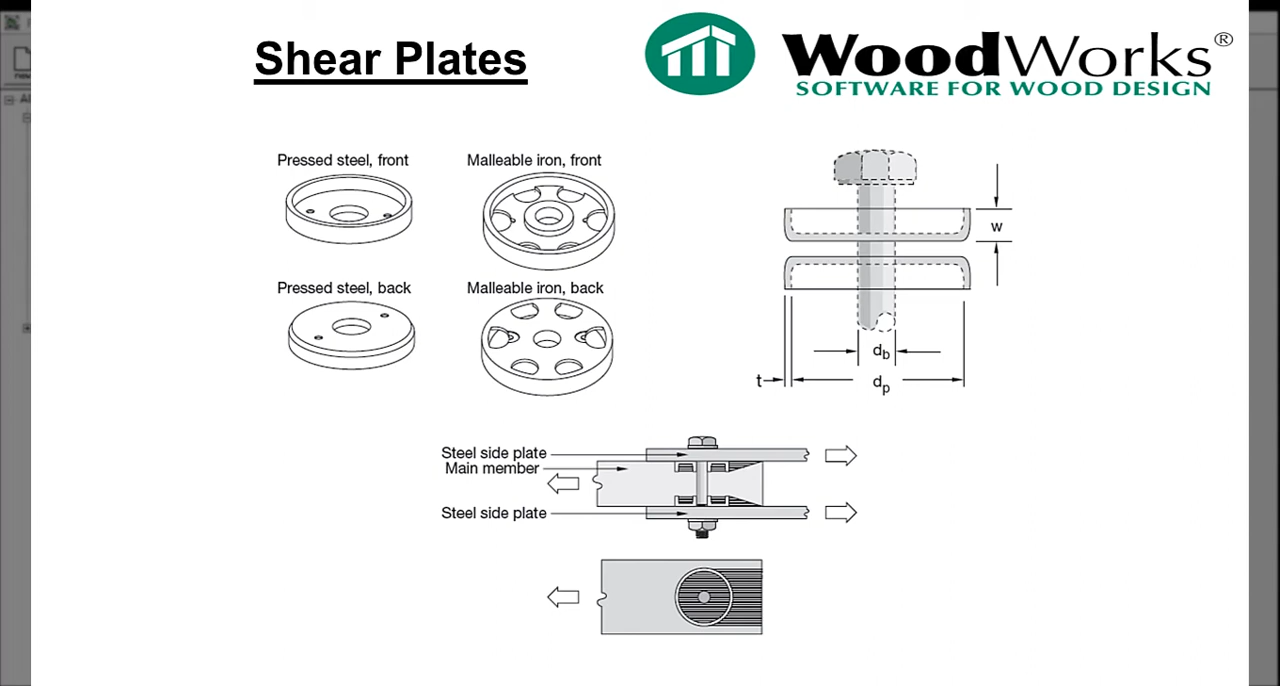 Shear Plates
WoodWorks®
SOFTWARE FOR WOOD DESIGN
Pressed steel, front
Malleable iron, front
w
Pressed steel, back
Malleable iron, back
db
t
dp
Steel side plate
Main member
Steel side plate